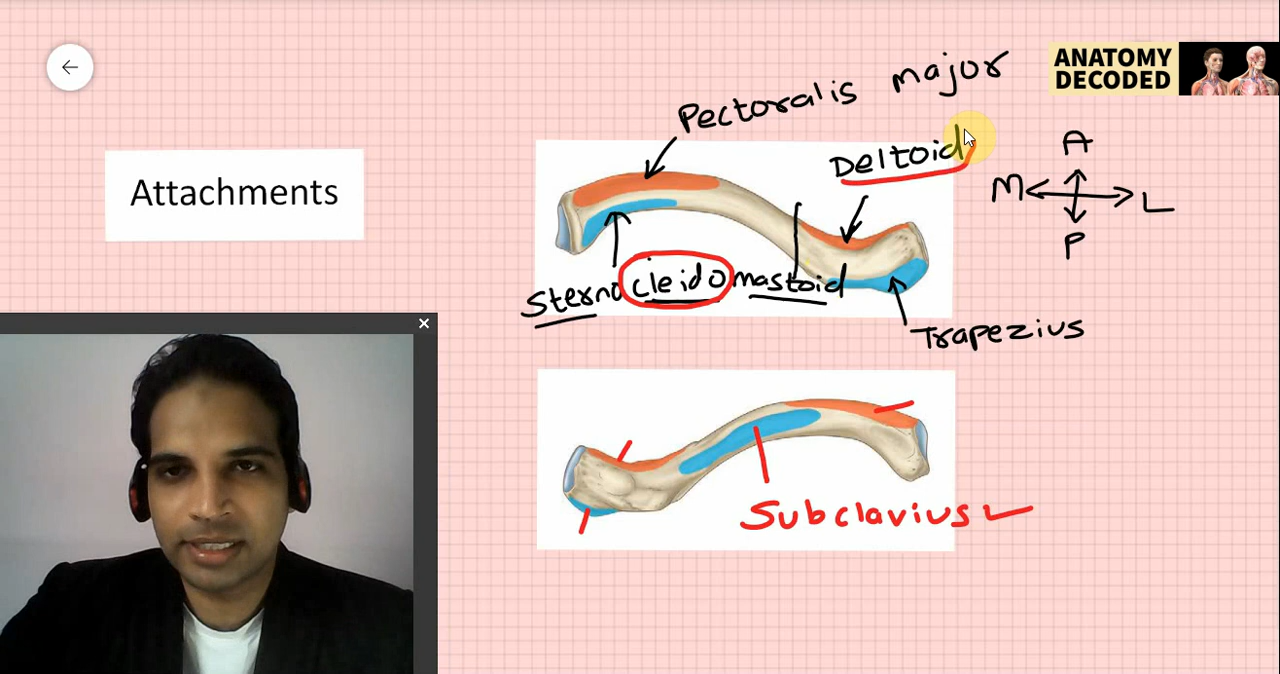 ANATOMY
DECODED
Pectoralis major
Attachments
Deltoid
A
M L
P
Sternocleidomastoid
Trapezius
Subclavius